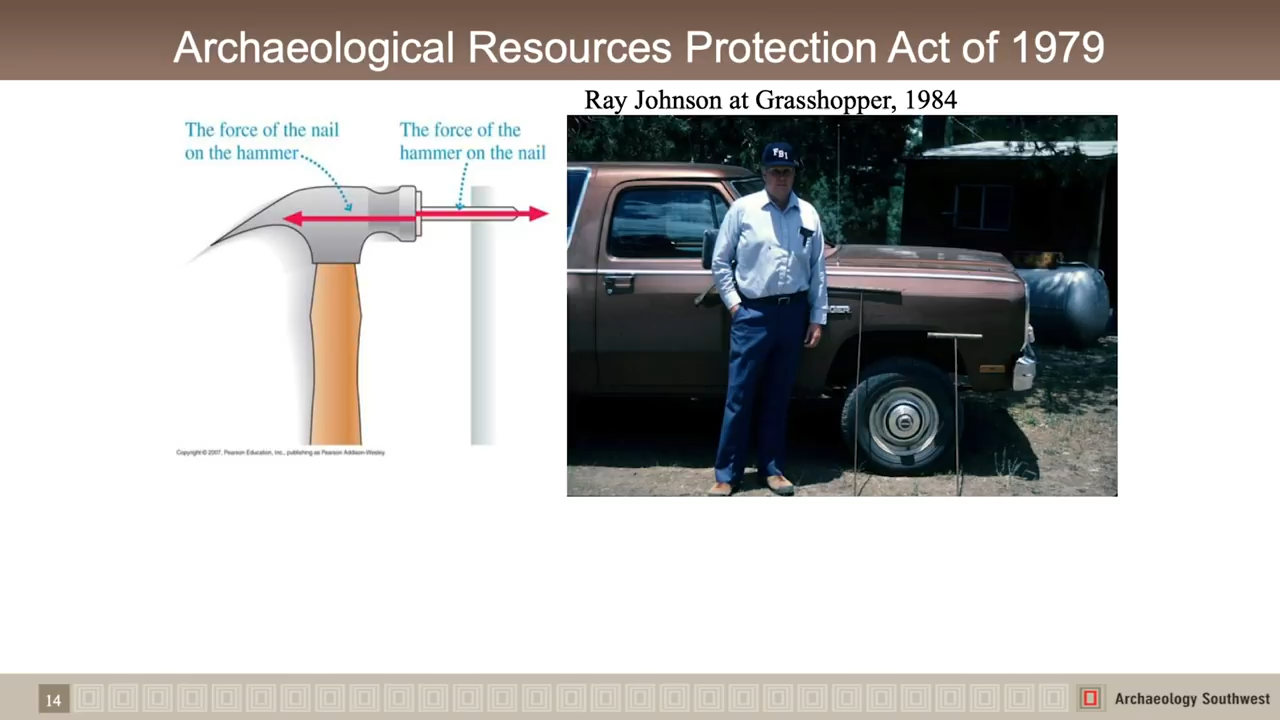 Archaeological Resources Protection Act of 1979
Ray Johnson at Grasshopper, 1984
The force of the nail
on the hammer
The force of the
hammer on the nail
FBI
Copyright © 2007, Pearson Education, Inc., publishing as Pearson Addison-Wesley.
14
Archaeology Southwest